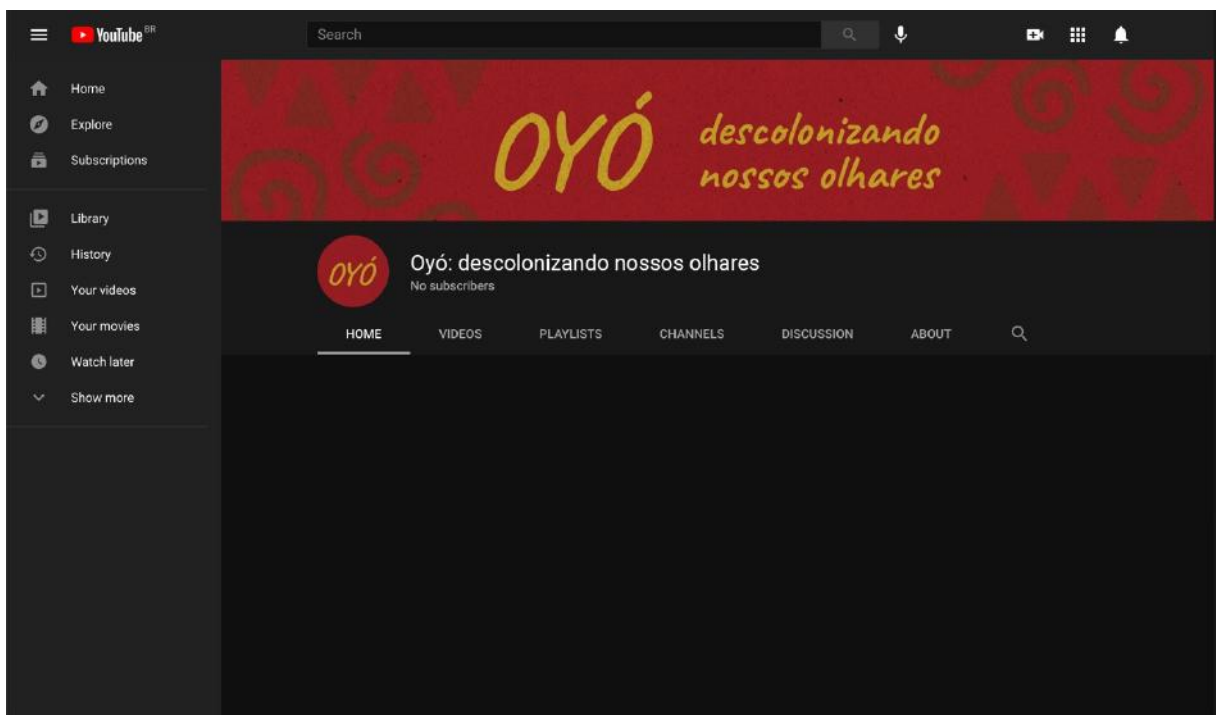 YouTube BR
Search
Home
Explore
Subscriptions
Library
History
Your videos
Your movies
Watch later
Show more
OYÓ
descolonizando
nossos olhares
OYÓ
Oyó: descolonizando nossos olhares
No subscribers
HOME VIDEOS PLAYLISTS CHANNELS DISCUSSION ABOUT